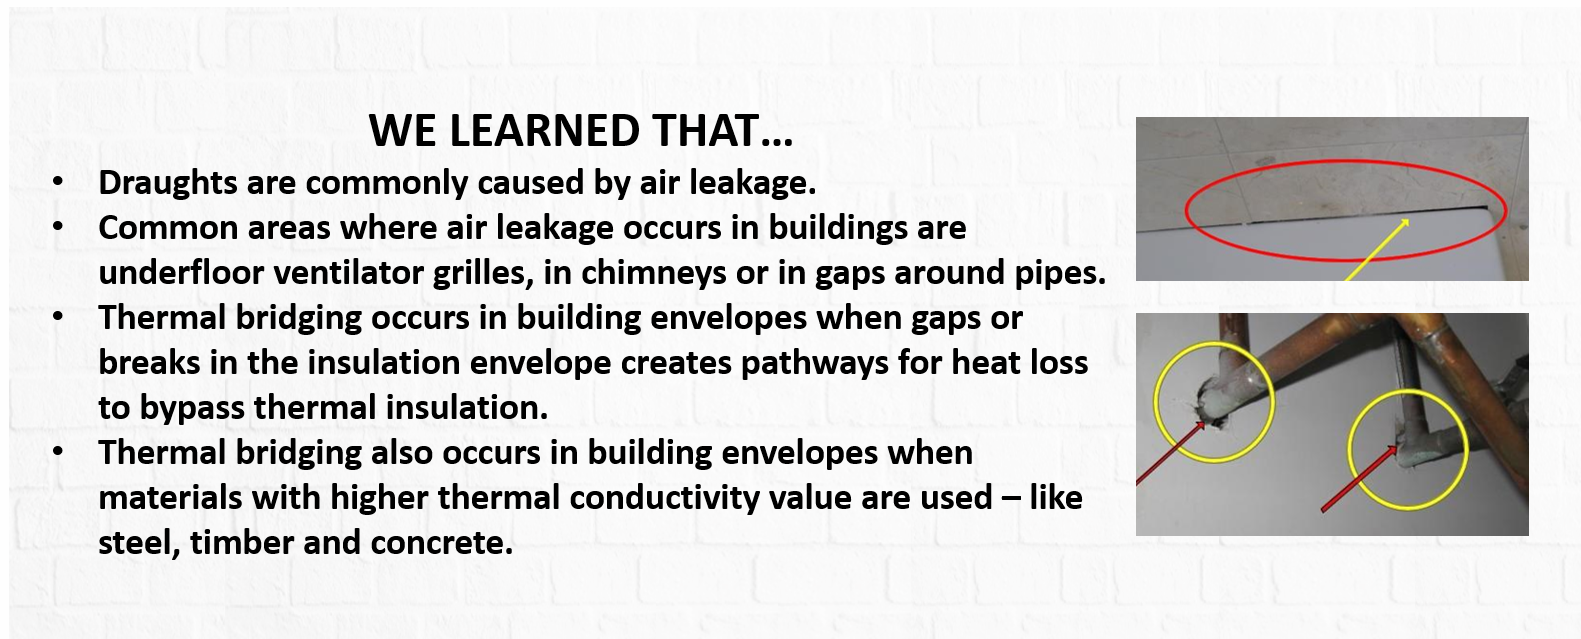 WE LEARNED THAT...
• Draughts are commonly caused by air leakage.
• Common areas where air leakage occurs in buildings are
underfloor ventilator grilles, in chimneys or in gaps around pipes.
• Thermal bridging occurs in building envelopes when gaps or
breaks in the insulation envelope creates pathways for heat loss
to bypass thermal insulation.
• Thermal bridging also occurs in building envelopes when
materials with higher thermal conductivity value are used – like
steel, timber and concrete.